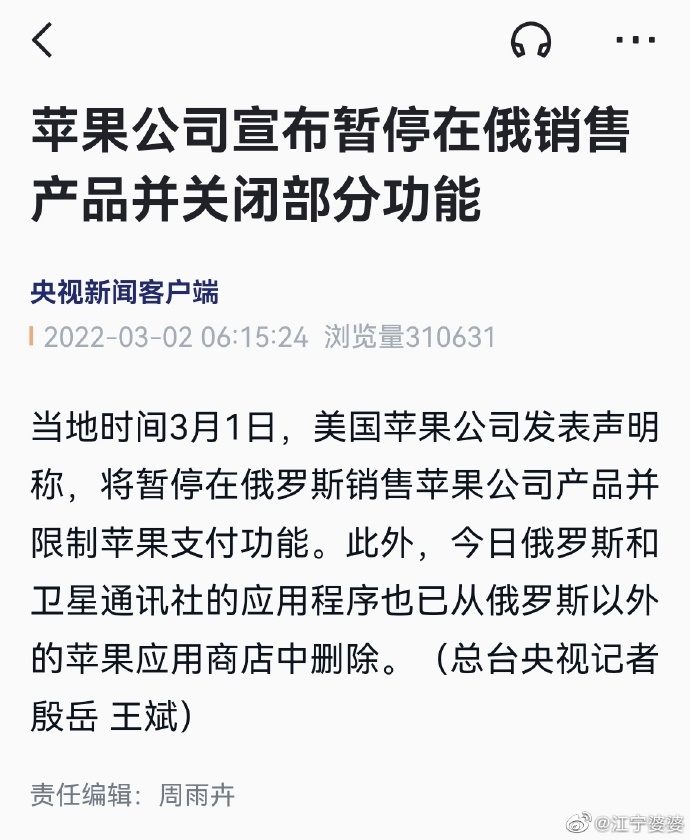 苹果公司宣布暂停在俄销售
产品并关闭部分功能
央视新闻客户端
2022-03-02 06:15:24 浏览量310631
当地时间3月1日，美国苹果公司发表声明
称，将暂停在俄罗斯销售苹果公司产品并
限制苹果支付功能。此外，今日俄罗斯和
卫星通讯社的应用程序也已从俄罗斯以外
的苹果应用商店中删除。（总台央视记者
殷岳 王斌）
责任编辑：周雨卉
@江宁婆婆